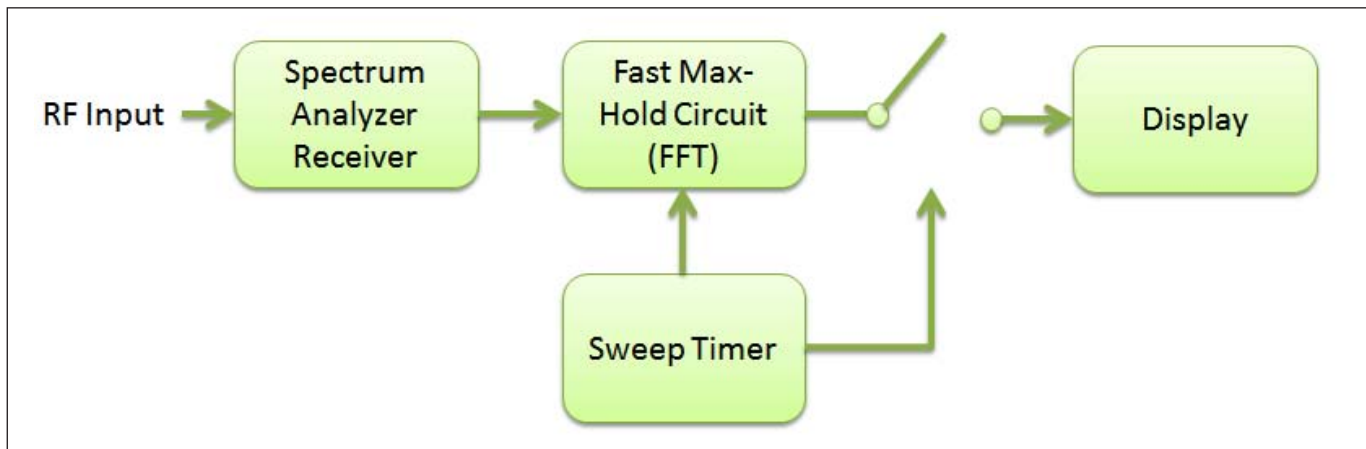 RF Input
Spectrum
Analyzer
Receiver
Fast Max-
Hold Circuit
(FFT)
Display
Sweep Timer